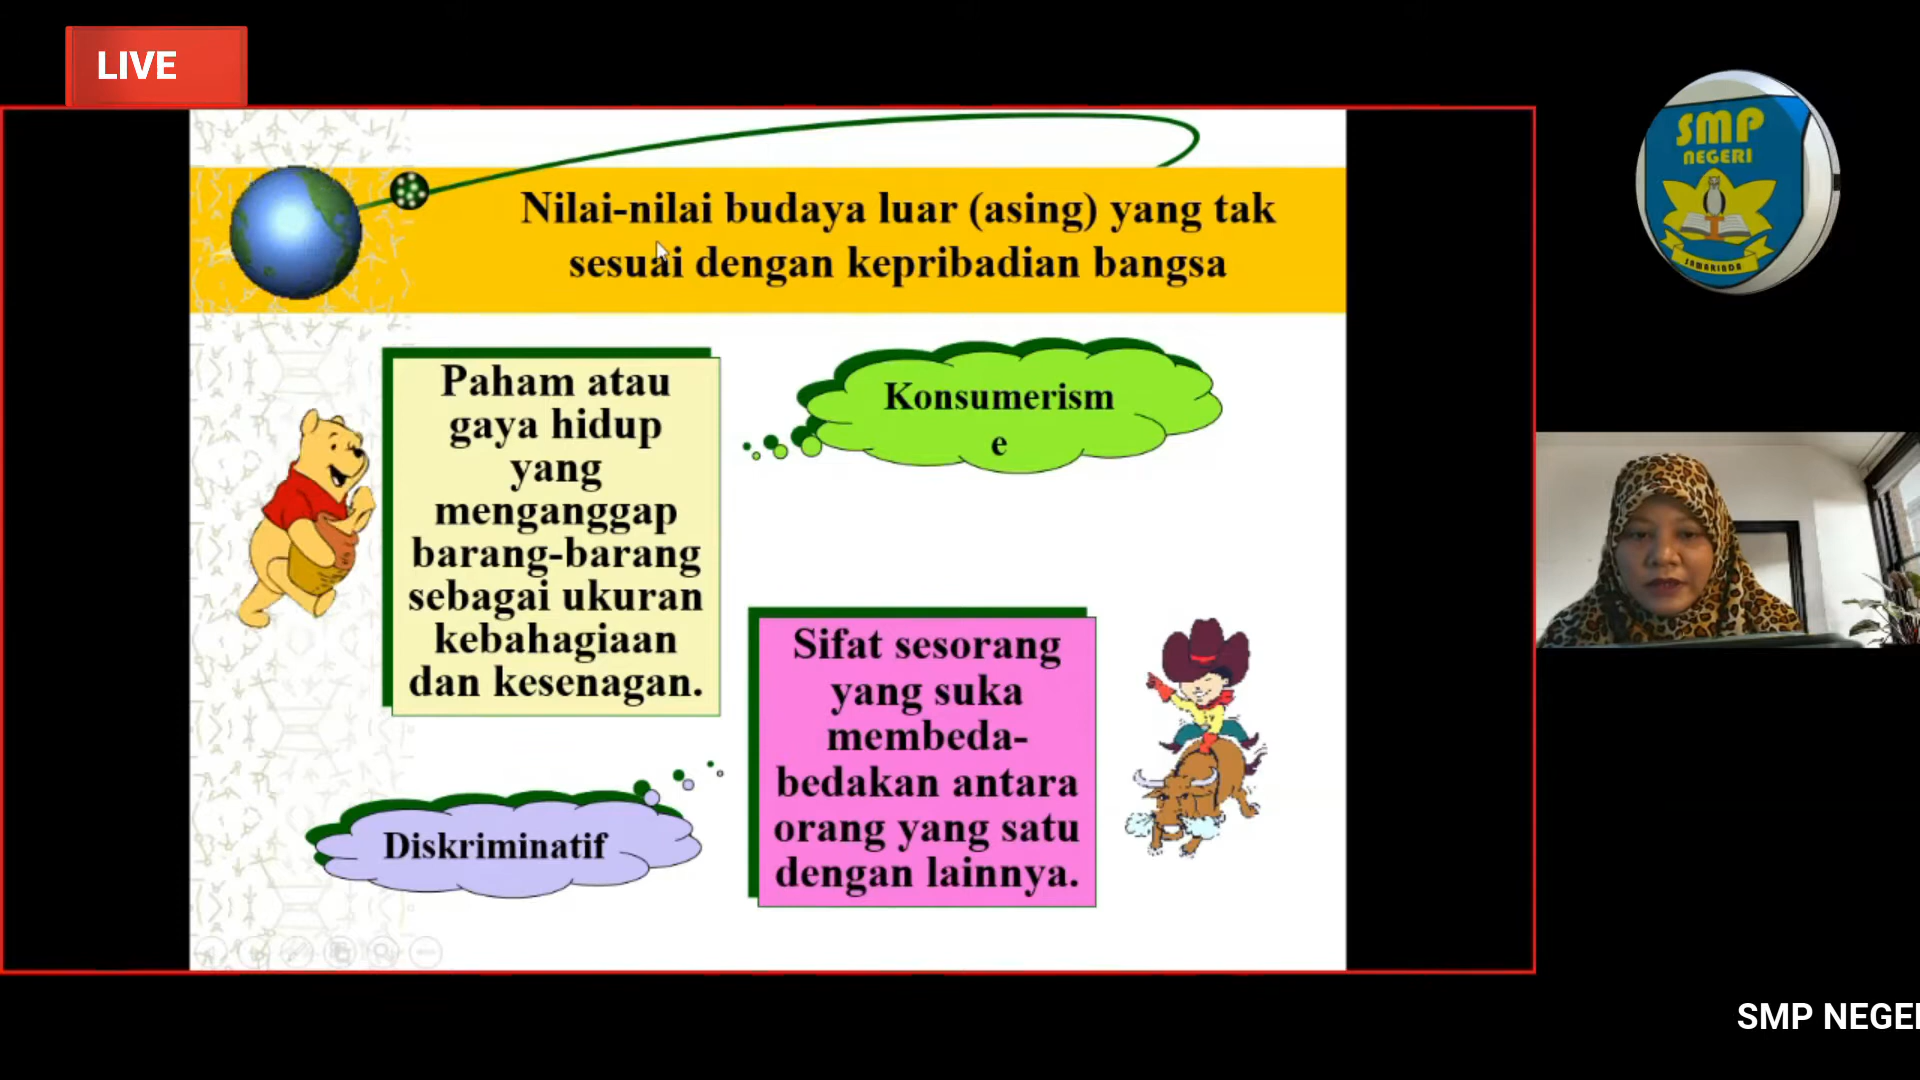 LIVE
SMP
NEGERI
SAMARINDA
Nilai-nilai budaya luar (asing) yang tak
sesuai dengan kepribadian bangsa
Paham atau
gaya hidup
yang
menganggap
barang-barang
sebagai ukuran
kebahagiaan
dan kesenagan.
Konsumerism
e
Sifat sesorang
yang suka
membeda-
bedakan antara
orang yang satu
dengan lainnya.
Diskriminatif
SMP NEGE